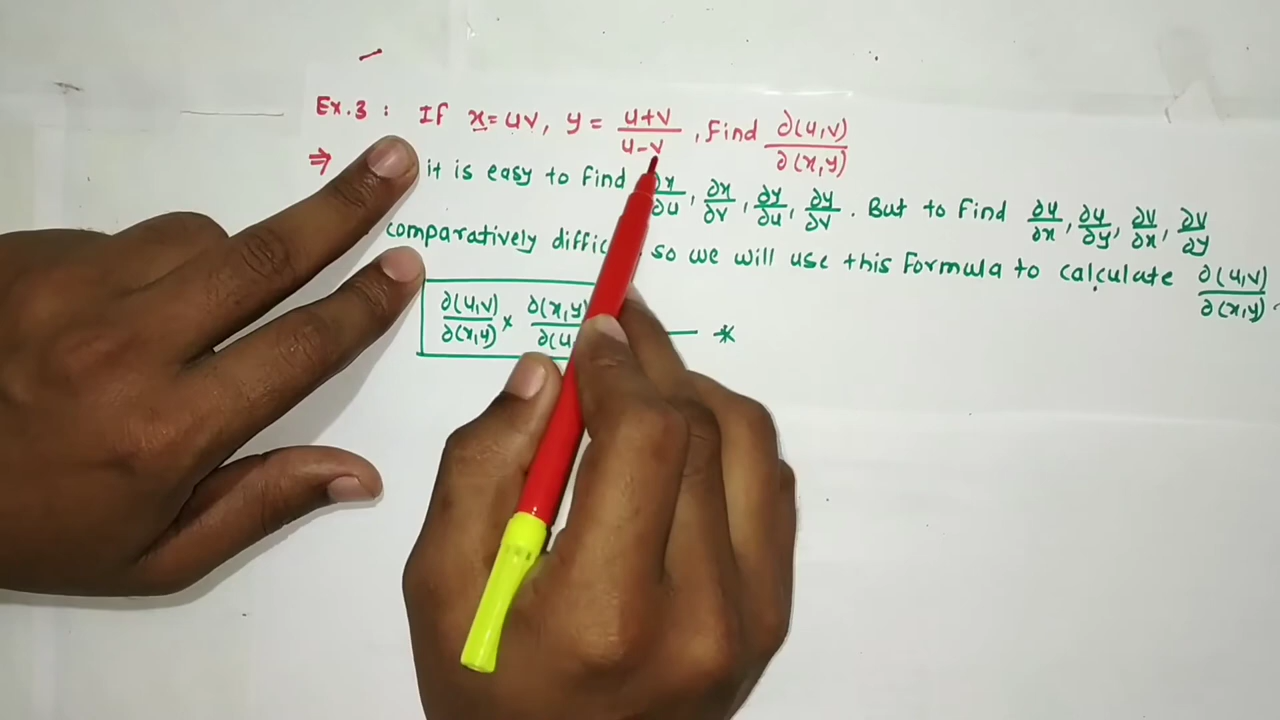 Ex.3 : If x = uv, y = u+v/u-v , Find ∂(u,v)/∂(x,y)
⇒ it is easy to find ∂x/∂u, ∂x/∂v, ∂y/∂u, ∂y/∂v. But to find ∂u/∂x, ∂u/∂y, ∂v/∂x, ∂v/∂y
comparatively so we will use this Formula to calculate ∂(u,v)/∂(x,y).
∂(u,v)/∂(x,y) × ∂(x,y — *